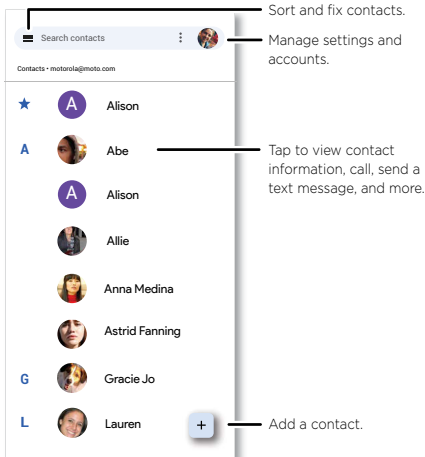 Sort and fix contacts.
Search contacts
Manage settings and
accounts.
Contacts • motorola@moto.com
★ A Alison
A Abe
Tap to view contact
information, call, send a
text message, and more.
A Alison
Allie
Anna Medina
Astrid Fanning
G Gracie Jo
L Lauren
+
Add a contact.